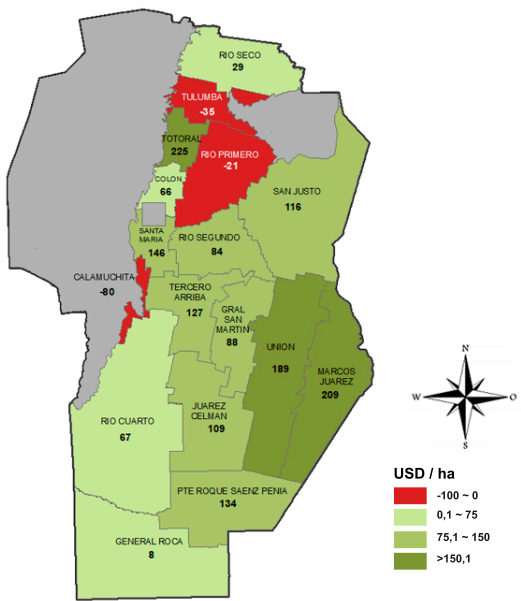 RIO SECO
29
TULUMBA
-35
TOTORAL
225
RIO PRIMERO
-21
COLON
66
SAN JUSTO
116
SANTA
MARIA
146
RIO SEGUNDO
84
CALAMUCHITA
-80
TERCERO
ARRIBA
127
GRAL
SAN
MARTIN
88
UNION
189
MARCOS
JUAREZ
209
RIO CUARTO
67
JUAREZ
CELMAN
109
PTE ROQUE SAENZ PENIA
134
GENERAL ROCA
8
N
W
O
S
USD / ha
-100 ~ 0
0,1 ~ 75
75,1 ~ 150
>150,1